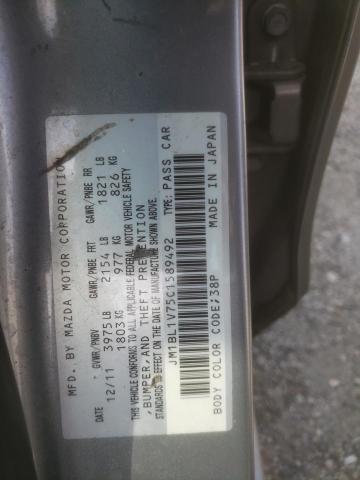 MFD. BY MAZDA MOTOR CORPORATION
DATE GVWR/PNBV GAWR/PNBE FRT GAWR/PNBE RR
12/11 3975 LB 2154 LB 1821 LB
1803 KG 977 KG 826 KG
THIS VEHICLE CONFORMS TO ALL APPLICABLE FEDERAL MOTOR VEHICLE SAFETY
,BUMPER,AND THEFT PREVENTION
STANDARDS IN EFFECT ON THE DATE OF MANUFACTURE SHOWN ABOVE.
JM1BL1V75C1589492 TYPE: PASS CAR
BODY COLOR CODE;38P MADE IN JAPAN